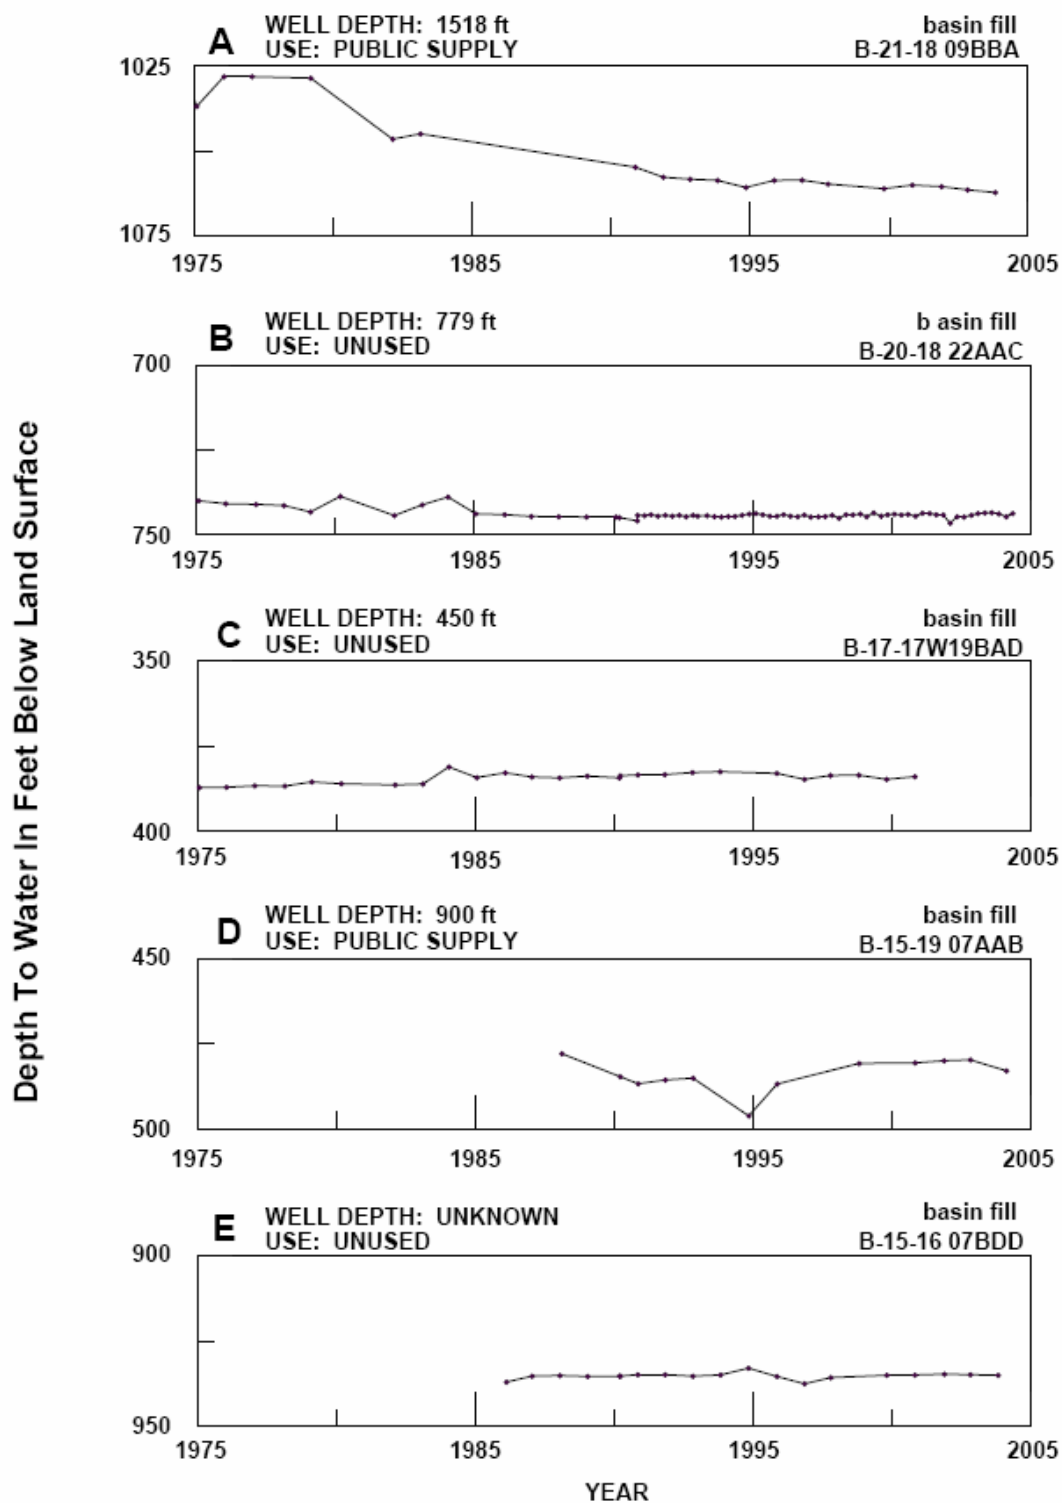 A
WELL DEPTH: 1518 ft
USE: PUBLIC SUPPLY
basin fill
B-21-18 09BBA
1025
1075
1975 1985 1995 2005
B
WELL DEPTH: 779 ft
USE: UNUSED
b asin fill
B-20-18 22AAC
700
750
1975 1985 1995 2005
C
WELL DEPTH: 450 ft
USE: UNUSED
basin fill
B-17-17W19BAD
350
400
1975 1985 1995 2005
D
WELL DEPTH: 900 ft
USE: PUBLIC SUPPLY
basin fill
B-15-19 07AAB
450
500
1975 1985 1995 2005
E
WELL DEPTH: UNKNOWN
USE: UNUSED
basin fill
B-15-16 07BDD
900
950
1975 1985 1995 2005
YEAR
Depth To Water In Feet Below Land Surface